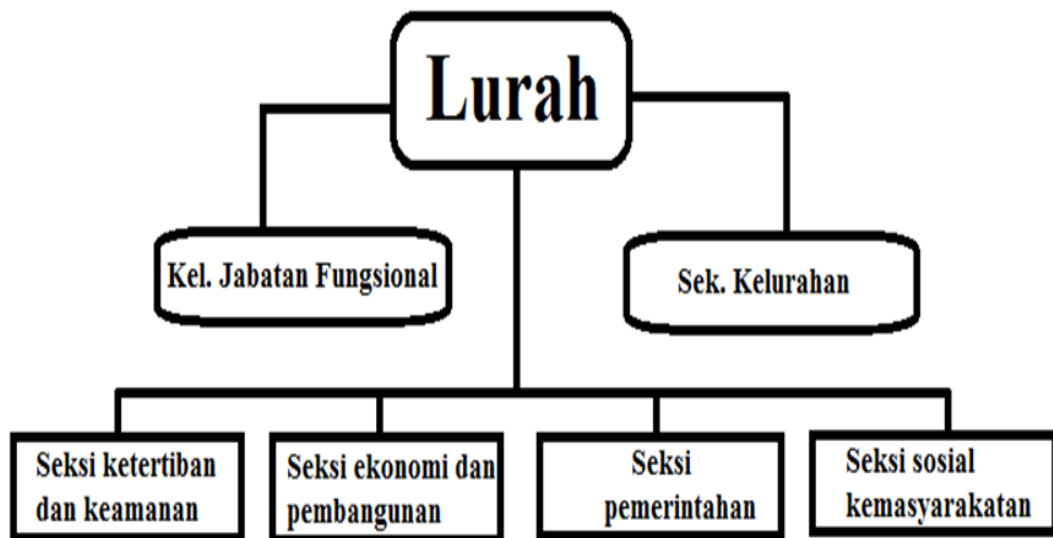 Lurah
Kel. Jabatan Fungsional
Sek. Kelurahan
Seksi ketertiban
dan keamanan
Seksi ekonomi dan
pembangunan
Seksi
pemerintahan
Seksi sosial
kemasyarakatan